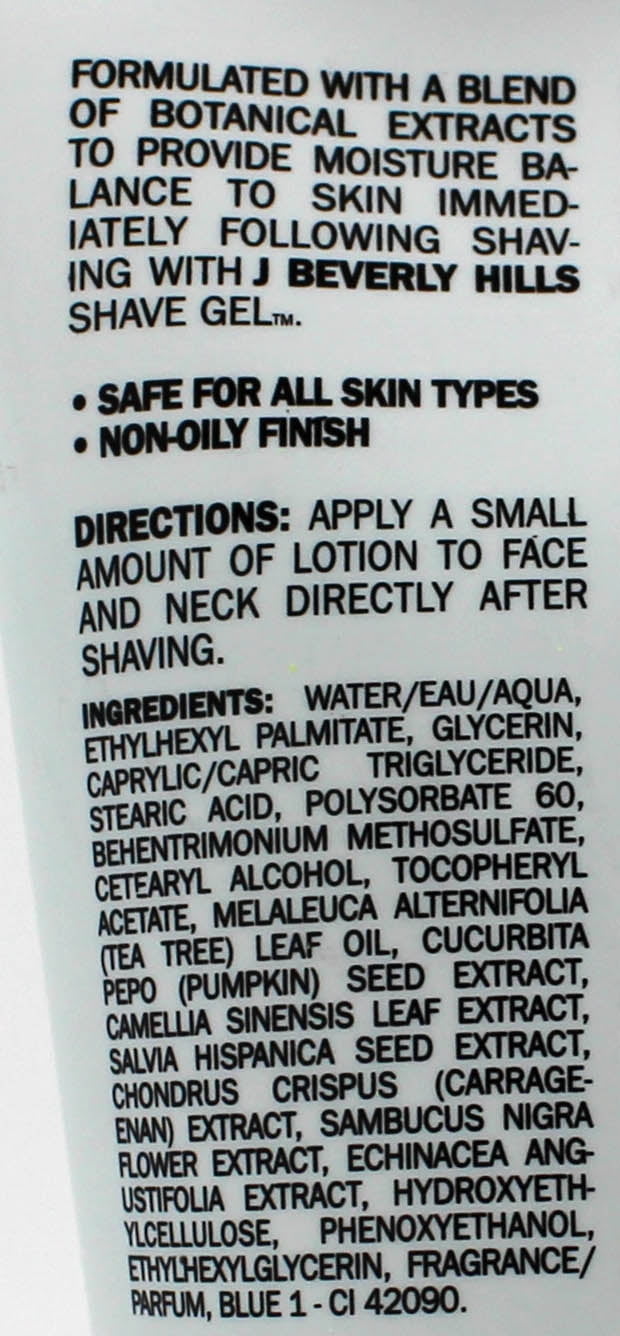 FORMULATED WITH A BLEND
OF BOTANICAL EXTRACTS
TO PROVIDE MOISTURE BA-
LANCE TO SKIN IMMED-
IATELY FOLLOWING SHAV-
ING WITH J BEVERLY HILLS
SHAVE GEL™.
• SAFE FOR ALL SKIN TYPES
• NON-OILY FINISH
DIRECTIONS: APPLY A SMALL
AMOUNT OF LOTION TO FACE
AND NECK DIRECTLY AFTER
SHAVING.
INGREDIENTS: WATER/EAU/AQUA,
ETHYLHEXYL PALMITATE, GLYCERIN,
CAPRYLIC/CAPRIC TRIGLYCERIDE,
STEARIC ACID, POLYSORBATE 60,
BEHENTRIMONIUM METHOSULFATE,
CETEARYL ALCOHOL, TOCOPHERYL
ACETATE, MELALEUCA ALTERNIFOLIA
(TEA TREE) LEAF OIL, CUCURBITA
PEPO (PUMPKIN) SEED EXTRACT,
CAMELLIA SINENSIS LEAF EXTRACT,
SALVIA HISPANICA SEED EXTRACT,
CHONDRUS CRISPUS (CARRAGE-
ENAN) EXTRACT, SAMBUCUS NIGRA
FLOWER EXTRACT, ECHINACEA ANG-
USTIFOLIA EXTRACT, HYDROXYETH-
YLCELLULOSE, PHENOXYETHANOL,
ETHYLHEXYLGLYCERIN, FRAGRANCE/
PARFUM, BLUE 1 - CI 42090.